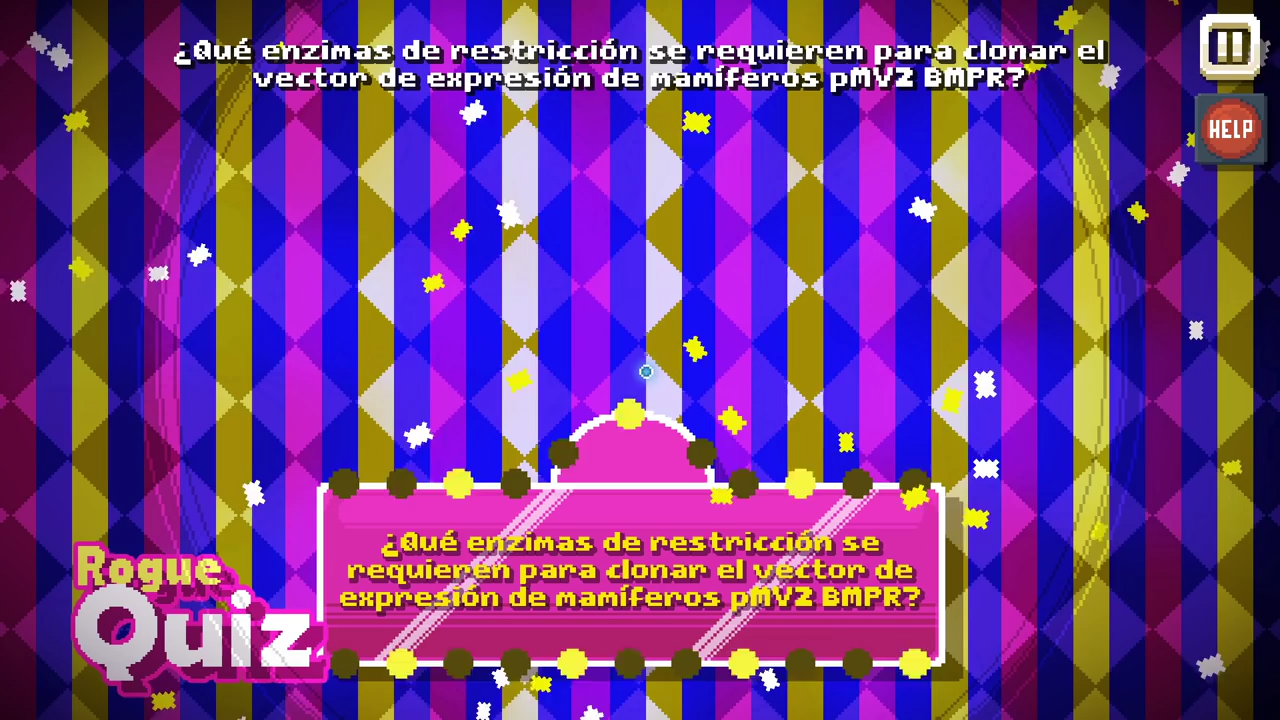 ¿Qué enzimas de restricción se requieren para clonar el
vector de expresión de mamíferos pMV2 BMPR?
HELP
¿Qué enzimas de restricción se
requieren para clonar el vector de
expresión de mamíferos pMV2 BMPR?
Rogue
Quiz